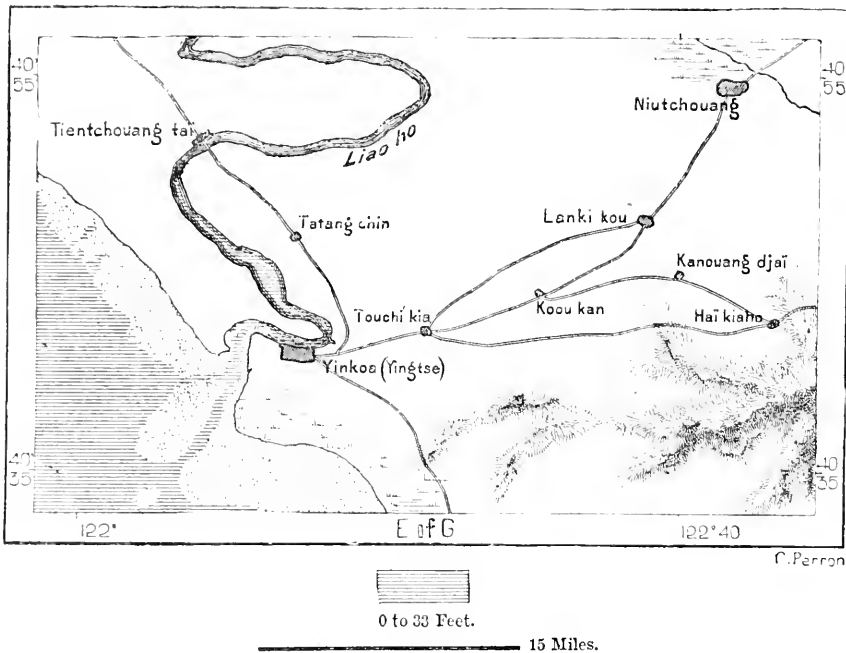 40
55
40
55
Niutchouang
Tientchouang taï
Liao ho
Lanki kou
Tatang chin
Kanouang djaï
Touchi kia
Koou kan
Haï kiaho
Yinkoa (Yingtse)
40
35
40
35
122°
E of G
122°40
C. Perron
0 to 33 Feet.
15 Miles.